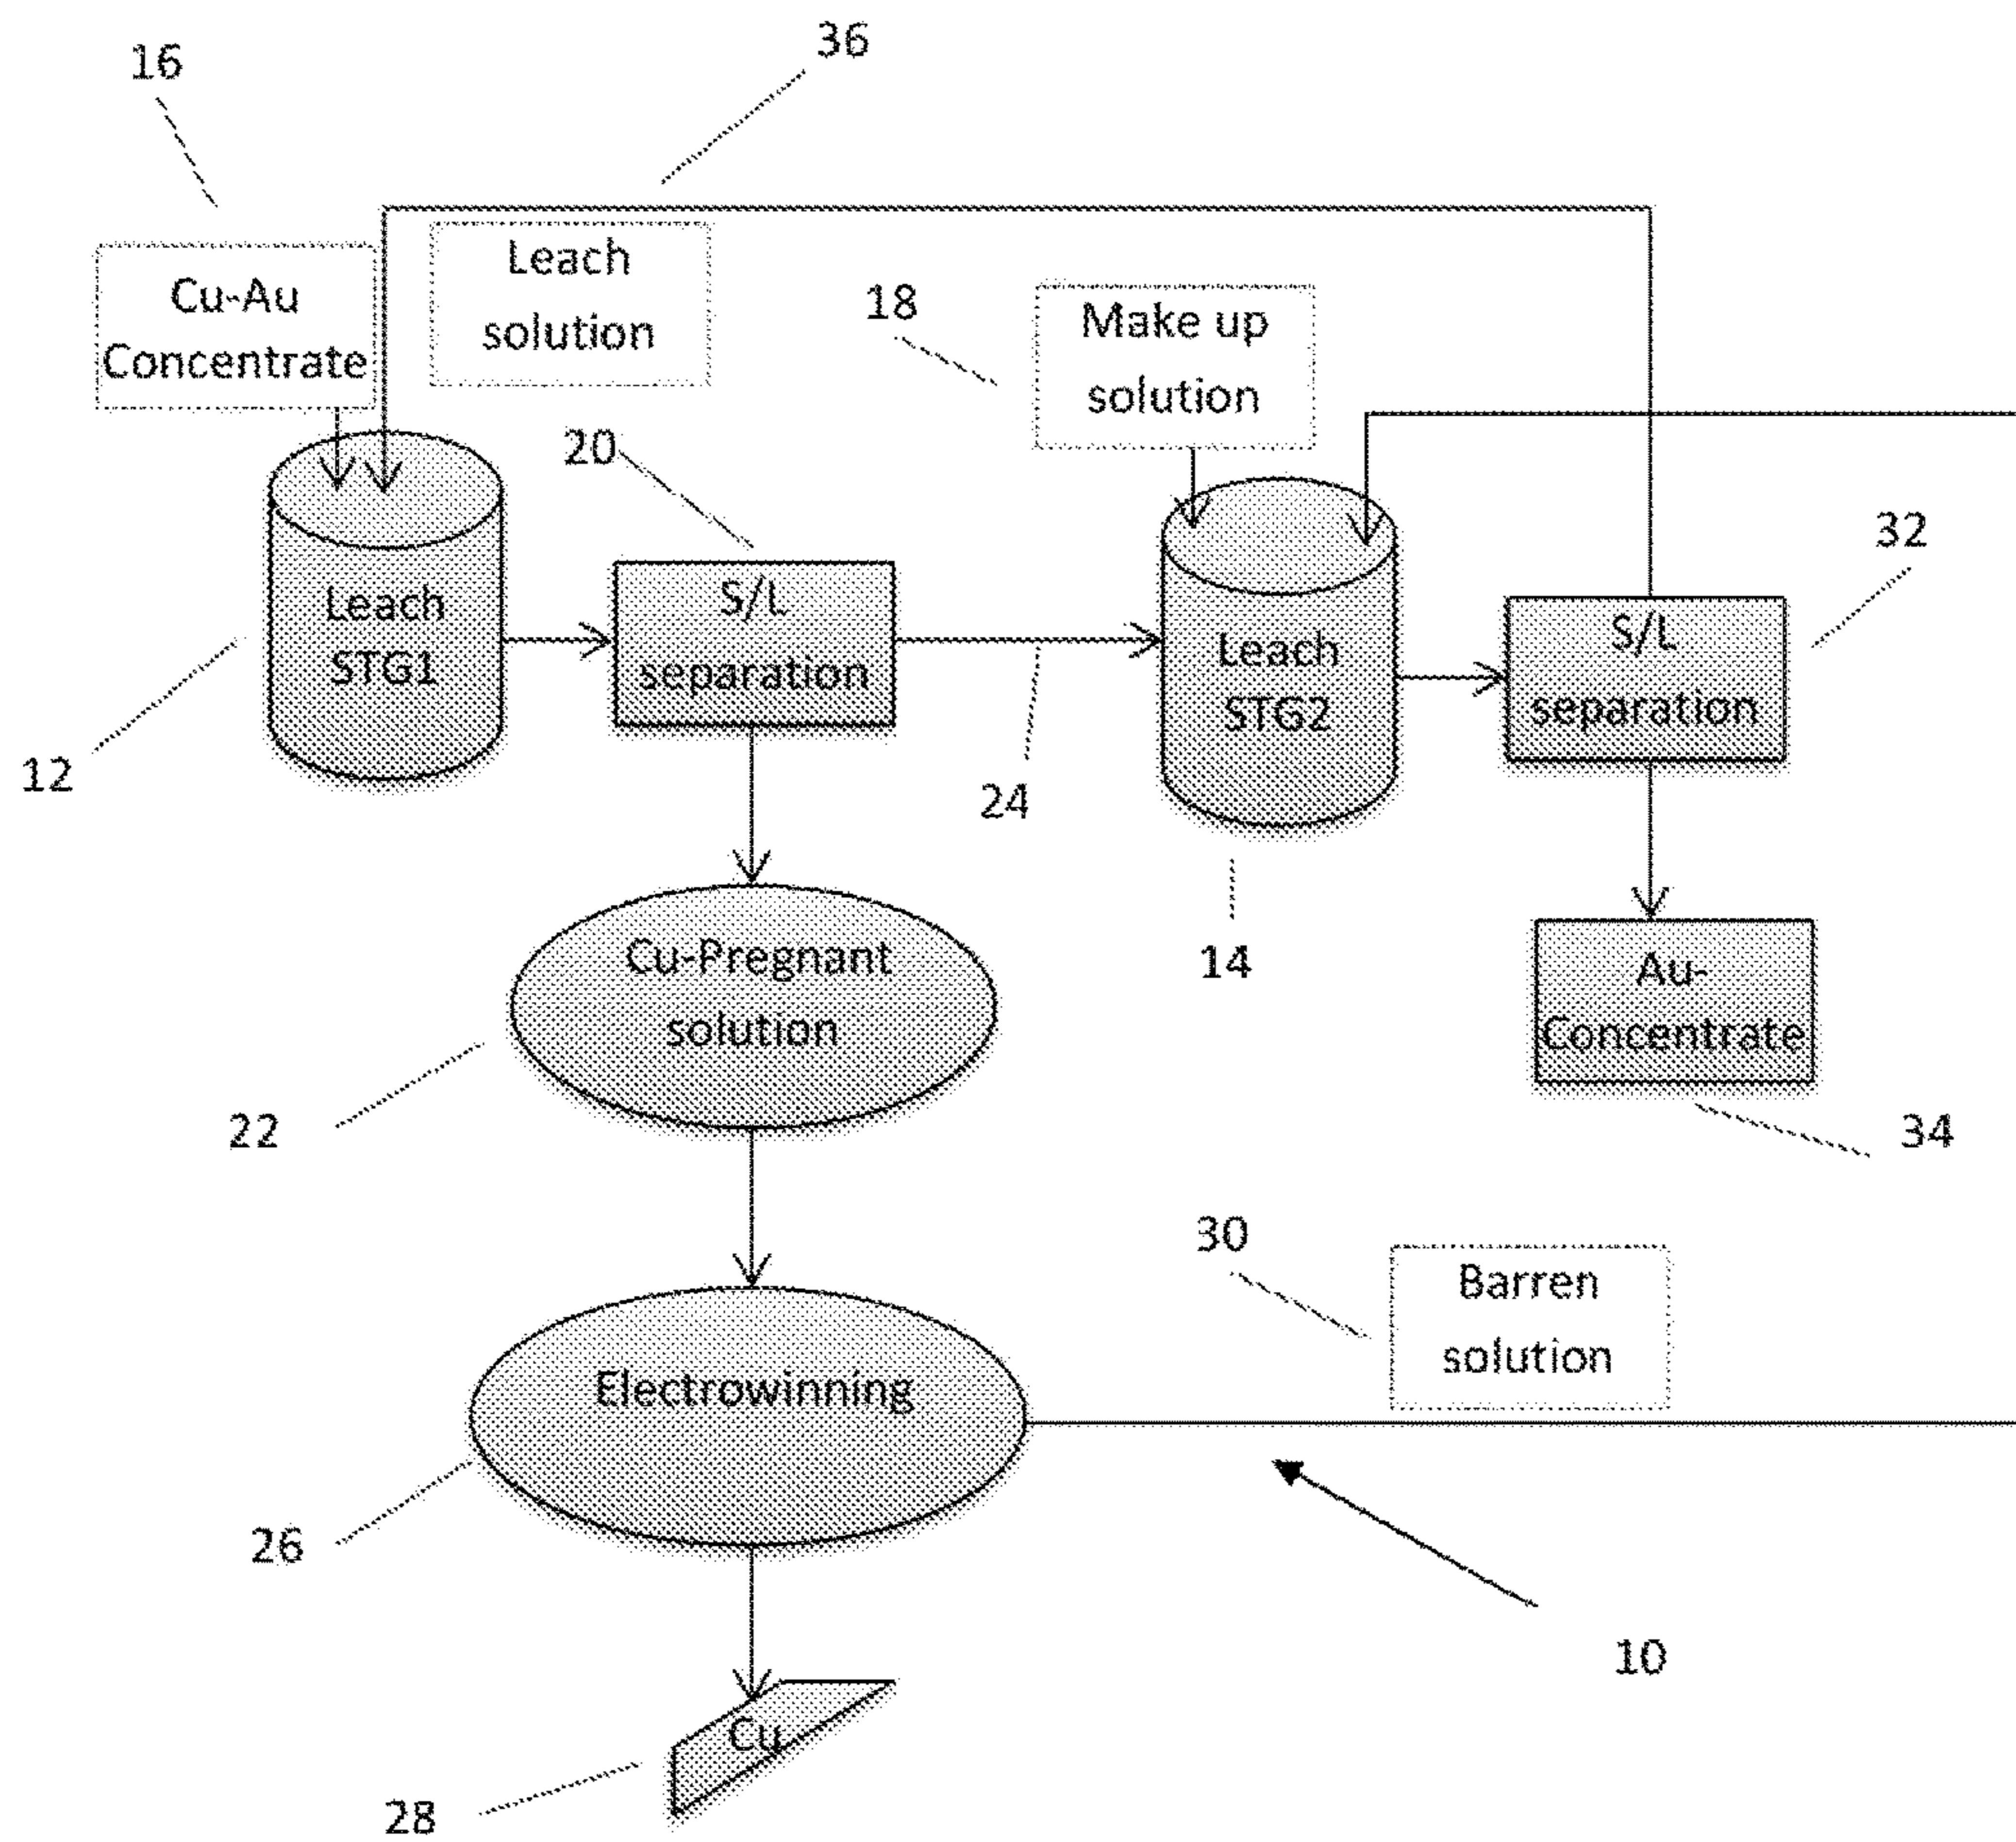 36
16
Cu-Au
Concentrate
Leach
solution
18
Make up
solution
20
32
Leach
STG1
S/L
separation
Leach
STG2
S/L
separation
12
24
14
Cu-Pregnant
solution
Au-
Concentrate
22
34
30
Barren
solution
Electrowinning
26
10
Cu
28